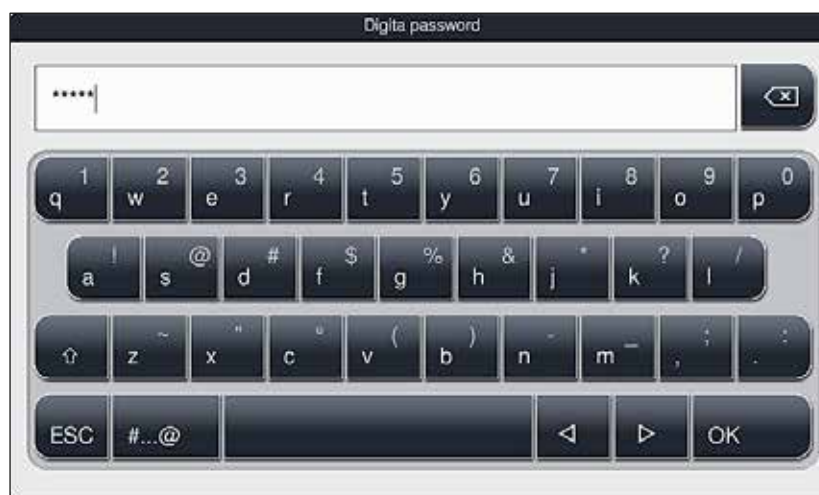 Digita password
*****
1 2 3 4 5 6 7 8 9 0
q w e r t y u i o p
! @ # $ % & * ? /
a s d f g h j k l
~ " º ( ) - _ ; :
z x c v b n m , .
ESC #...@ OK